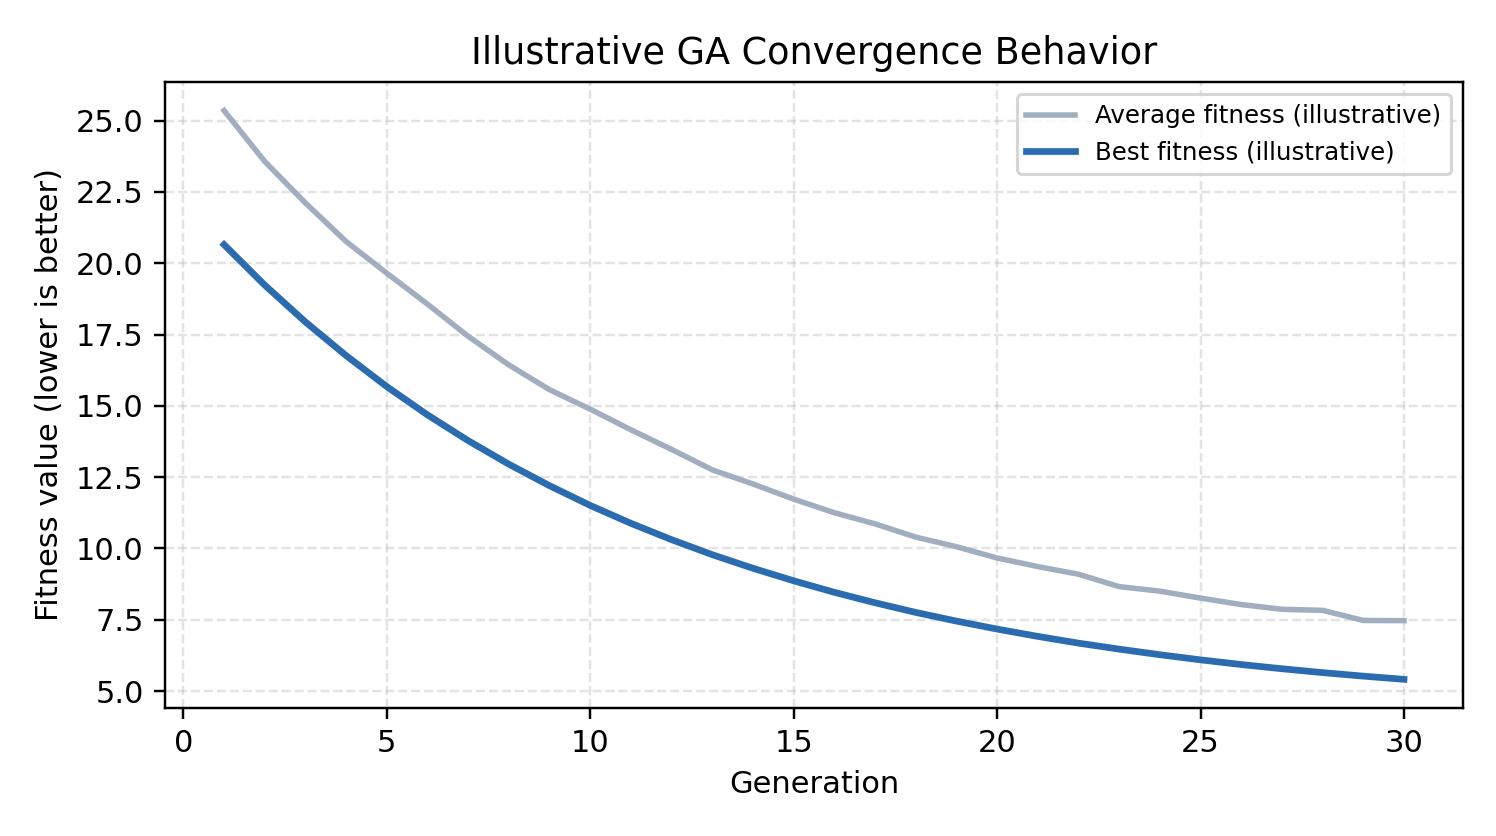 Illustrative GA Convergence Behavior
Average fitness (illustrative)
Best fitness (illustrative)
Fitness value (lower is better)
25.0
22.5
20.0
17.5
15.0
12.5
10.0
7.5
5.0
0 5 10 15 20 25 30
Generation